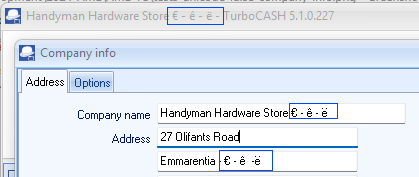 Handyman Hardware Store € - ê - ë - TurboCASH 5.1.0.227
Company info
Address Options
Company name Handyman Hardware Store € - ê - ë
Address 27 Olifants Road
Emmarentia - € - ê -ë